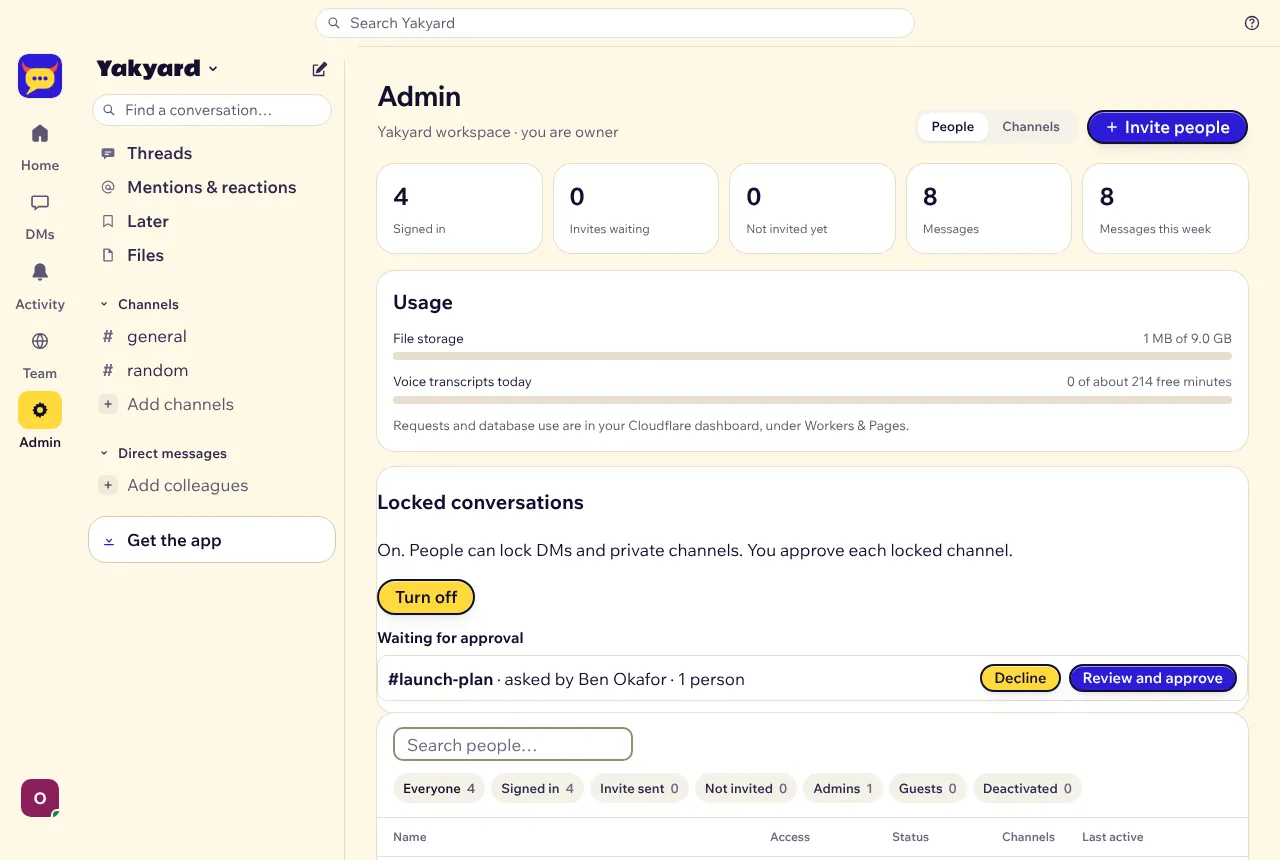 Search Yakyard
Yakyard
Find a conversation…
Home
DMs
Activity
Team
Admin
Threads
Mentions & reactions
Later
Files
Channels
# general
# random
+ Add channels
Direct messages
+ Add colleagues
Get the app
O
Admin
Yakyard workspace · you are owner
People
Channels
+ Invite people
4
Signed in
0
Invites waiting
0
Not invited yet
8
Messages
8
Messages this week
Usage
File storage
1 MB of 9.0 GB
Voice transcripts today
0 of about 214 free minutes
Requests and database use are in your Cloudflare dashboard, under Workers & Pages.
Locked conversations
On. People can lock DMs and private channels. You approve each locked channel.
Turn off
Waiting for approval
#launch-plan · asked by Ben Okafor · 1 person
Decline
Review and approve
Search people…
Everyone 4
Signed in 4
Invite sent 0
Not invited 0
Admins 1
Guests 0
Deactivated 0
Name
Access
Status
Channels
Last active